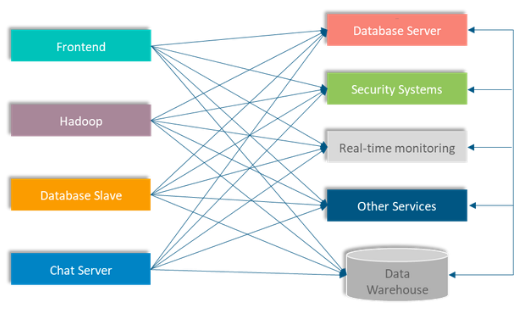 Frontend
Hadoop
Database Slave
Chat Server
Database Server
Security Systems
Real-time monitoring
Other Services
Data
Warehouse